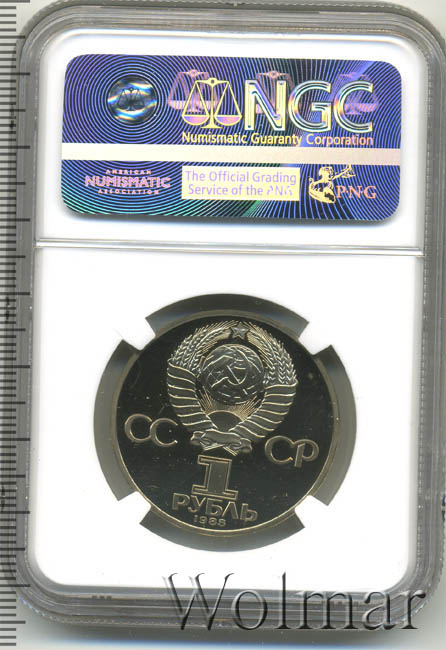 NGC
Numismatic Guaranty Corporation
AMERICAN
NUMISMATIC
ASSOCIATION
The Official Grading
Service of the PNG
PNG
СС СР
1
РУБЛЬ
1988
Wolmar